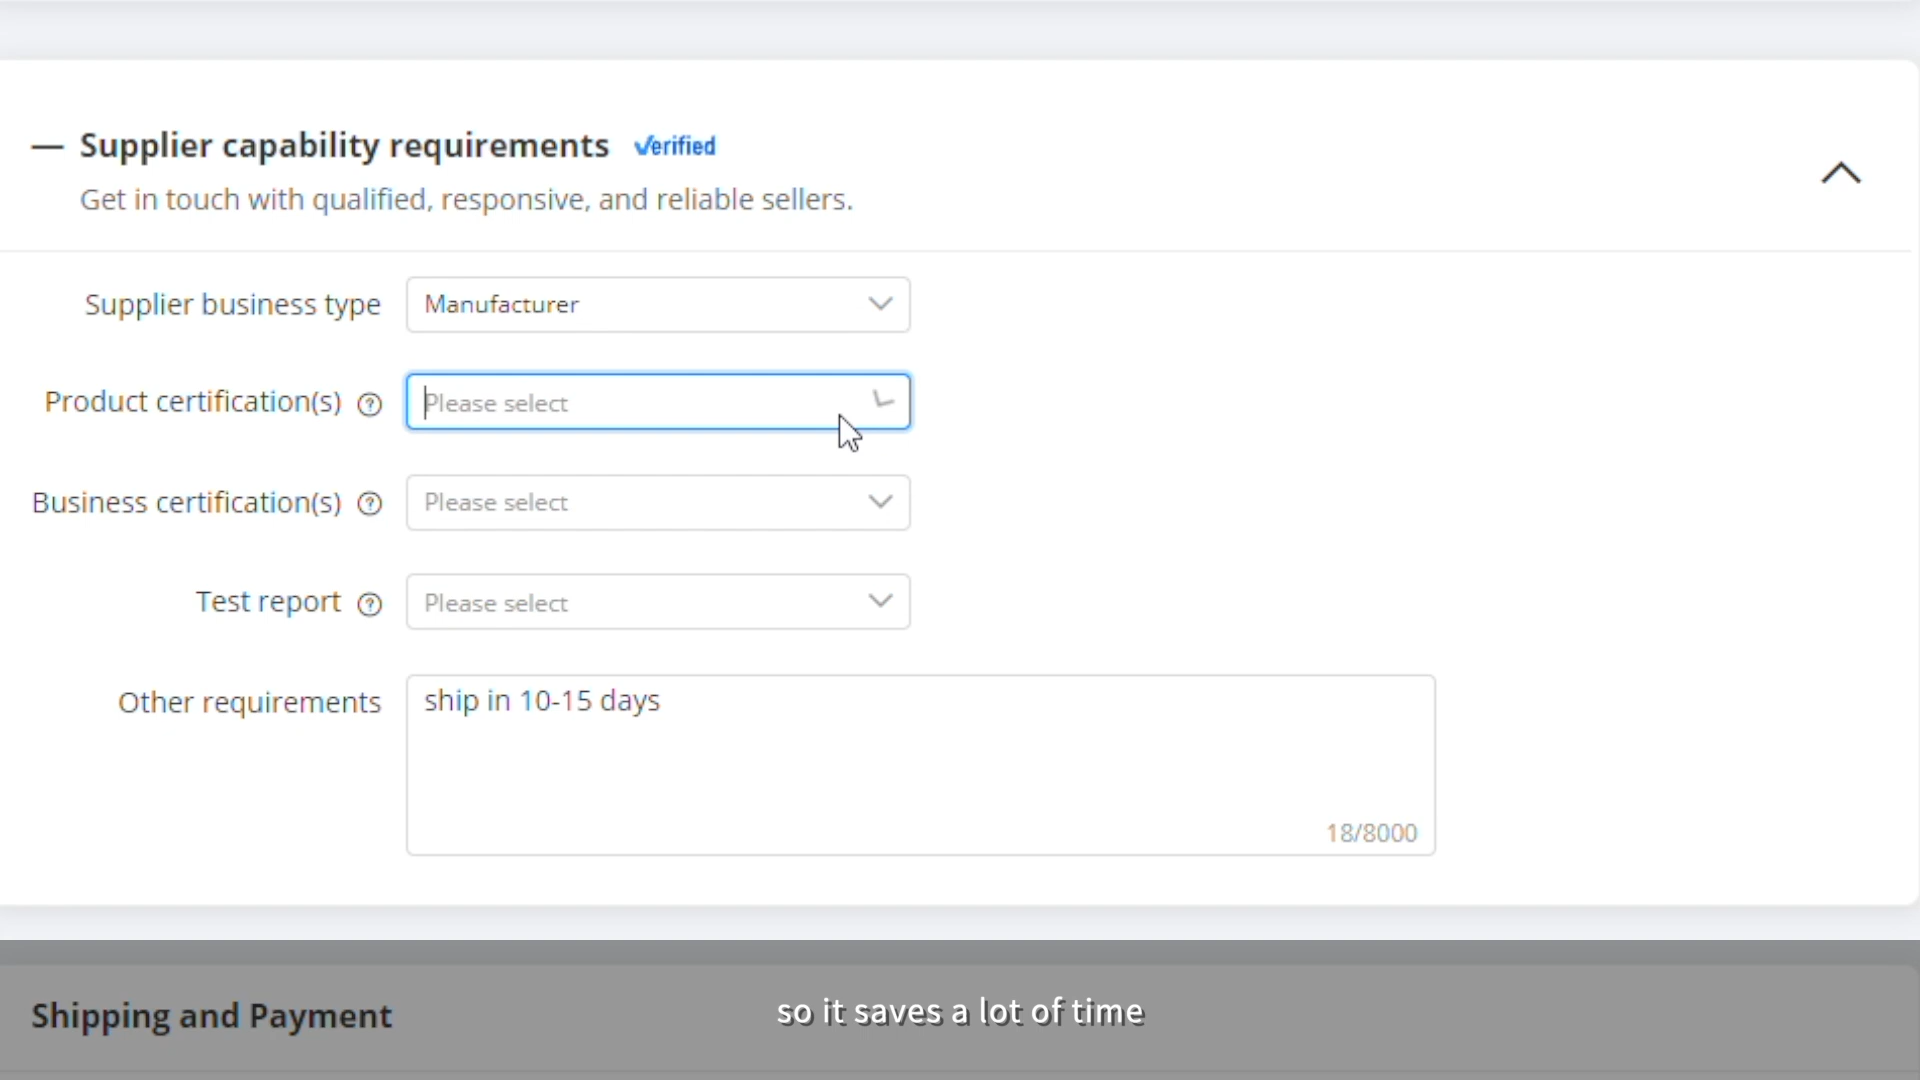 Supplier capability requirements Verified
Get in touch with qualified, responsive, and reliable sellers.
Supplier business type Manufacturer
Product certification(s) ? Please select
Business certification(s) ? Please select
Test report ? Please select
Other requirements ship in 10-15 days
18/8000
Shipping and Payment
so it saves a lot of time